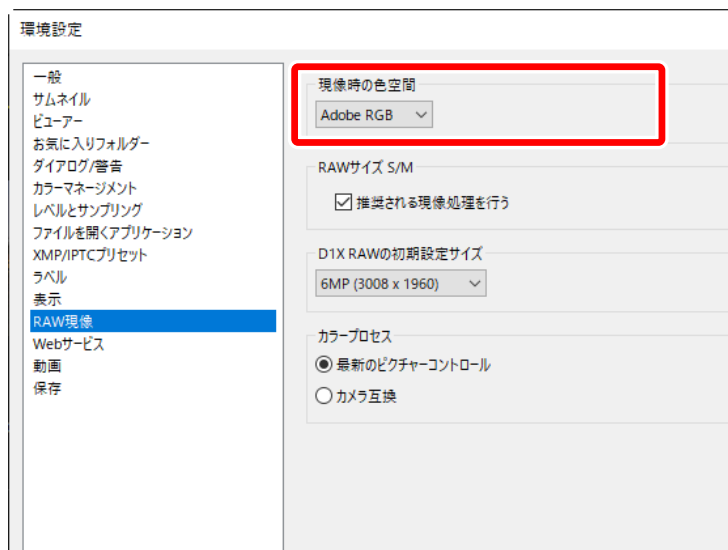 環境設定
一般
サムネイル
ビューアー
お気に入りフォルダー
ダイアログ/警告
カラーマネージメント
レベルとサンプリング
ファイルを開くアプリケーション
XMP/IPTCプリセット
ラベル
表示
RAW現像
Webサービス
動画
保存
現像時の色空間
Adobe RGB
RAWサイズ S/M
推奨される現像処理を行う
D1X RAWの初期設定サイズ
6MP (3008 x 1960)
カラープロセス
最新のピクチャーコントロール
カメラ互換